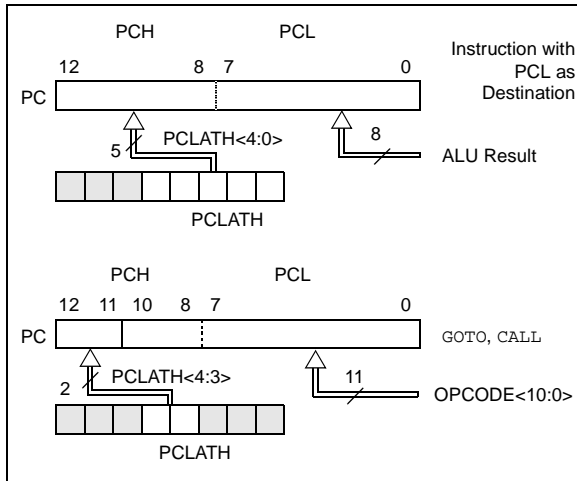 PCH PCL
12 8 7 0
Instruction with
PCL as
Destination
PC
5 PCLATH<4:0> 8
ALU Result
PCLATH
PCH PCL
12 11 10 8 7 0
PC GOTO, CALL
2 PCLATH<4:3> 11
OPCODE<10:0>
PCLATH